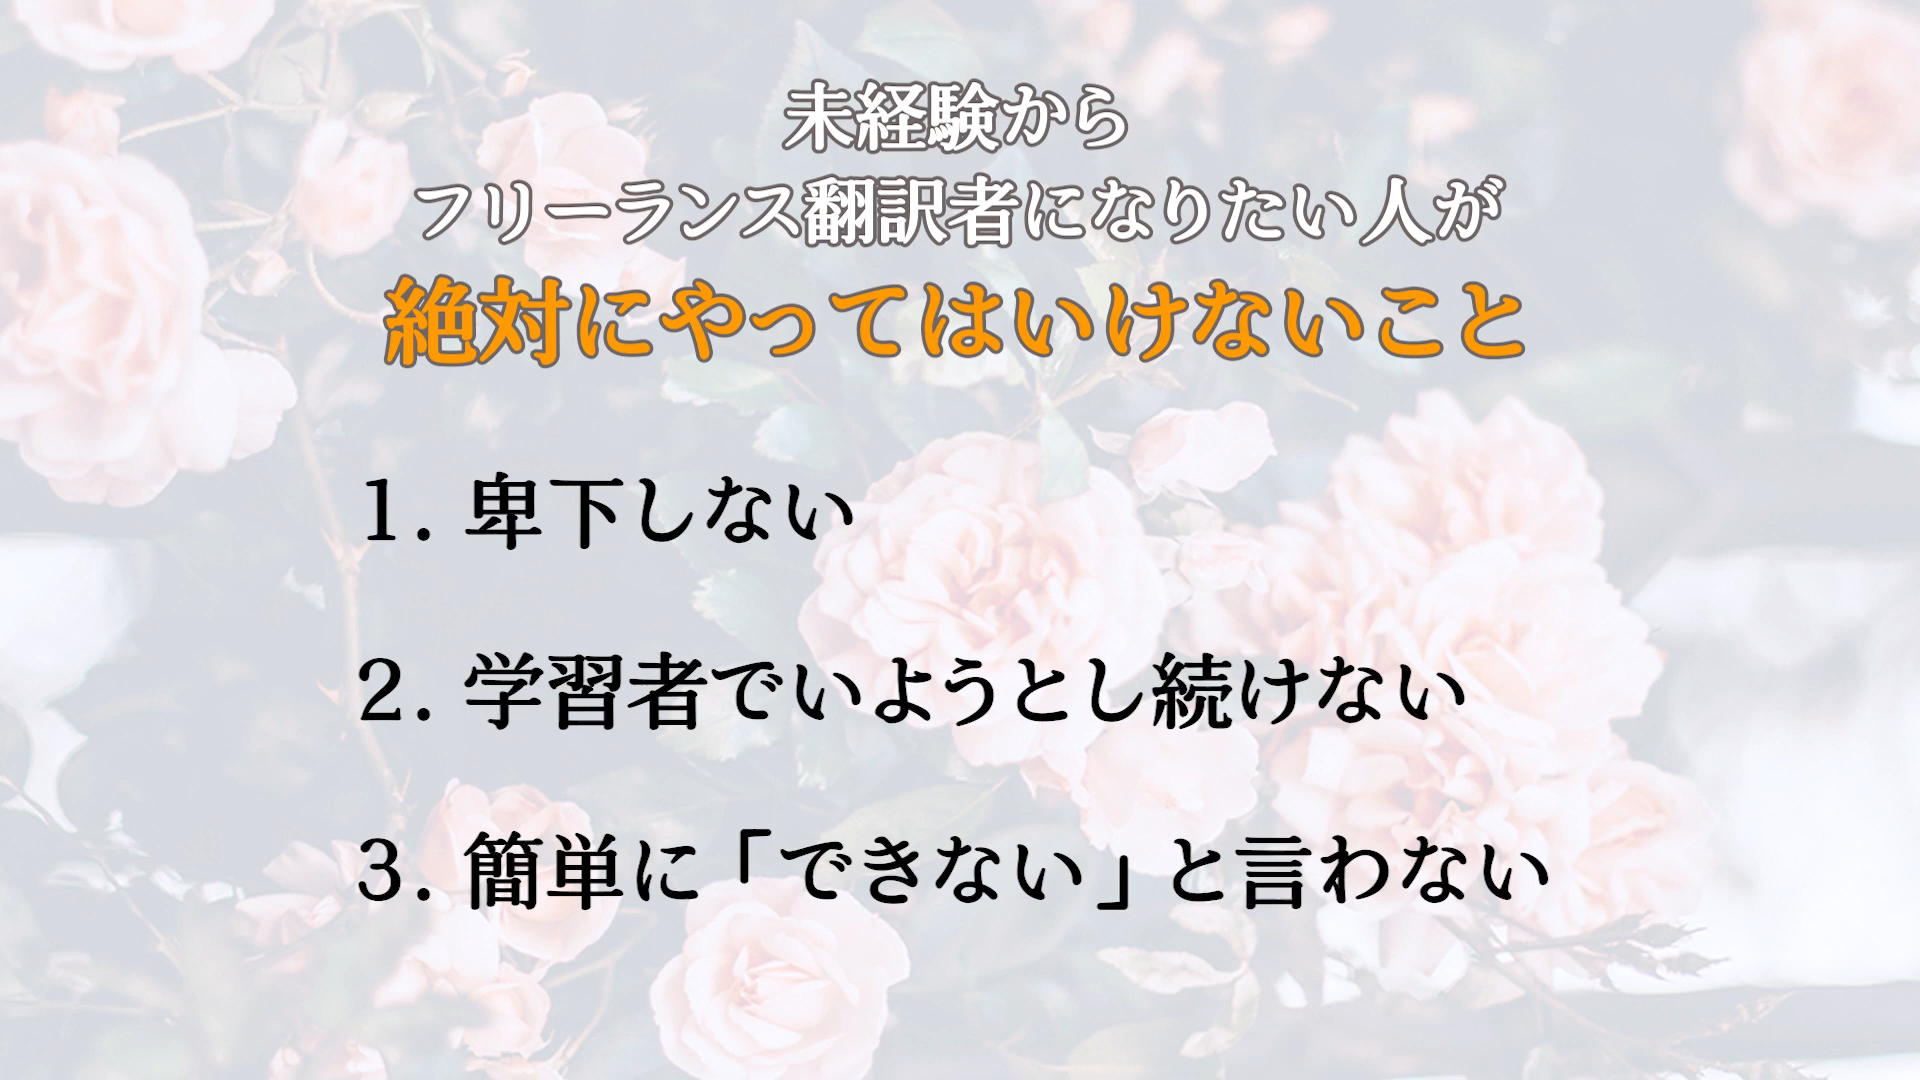 未経験から
フリーランス翻訳者になりたい人が
絶対にやってはいけないこと
1. 卑下しない
2. 学習者でいようとし続けない
3. 簡単に「できない」と言わない